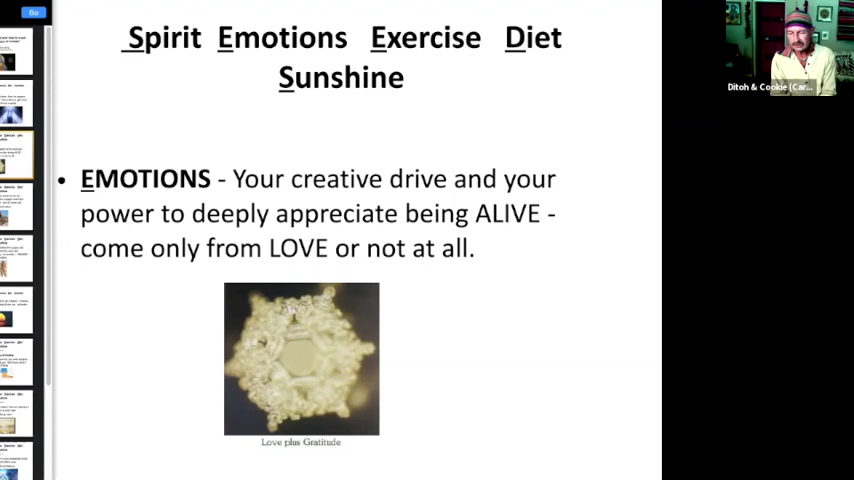 Go
Spirit Emotions Exercise Diet
Sunshine
• EMOTIONS - Your creative drive and your
power to deeply appreciate being ALIVE -
come only from LOVE or not at all.
Love plus Gratitude
Ditoh & Cookie (Car...